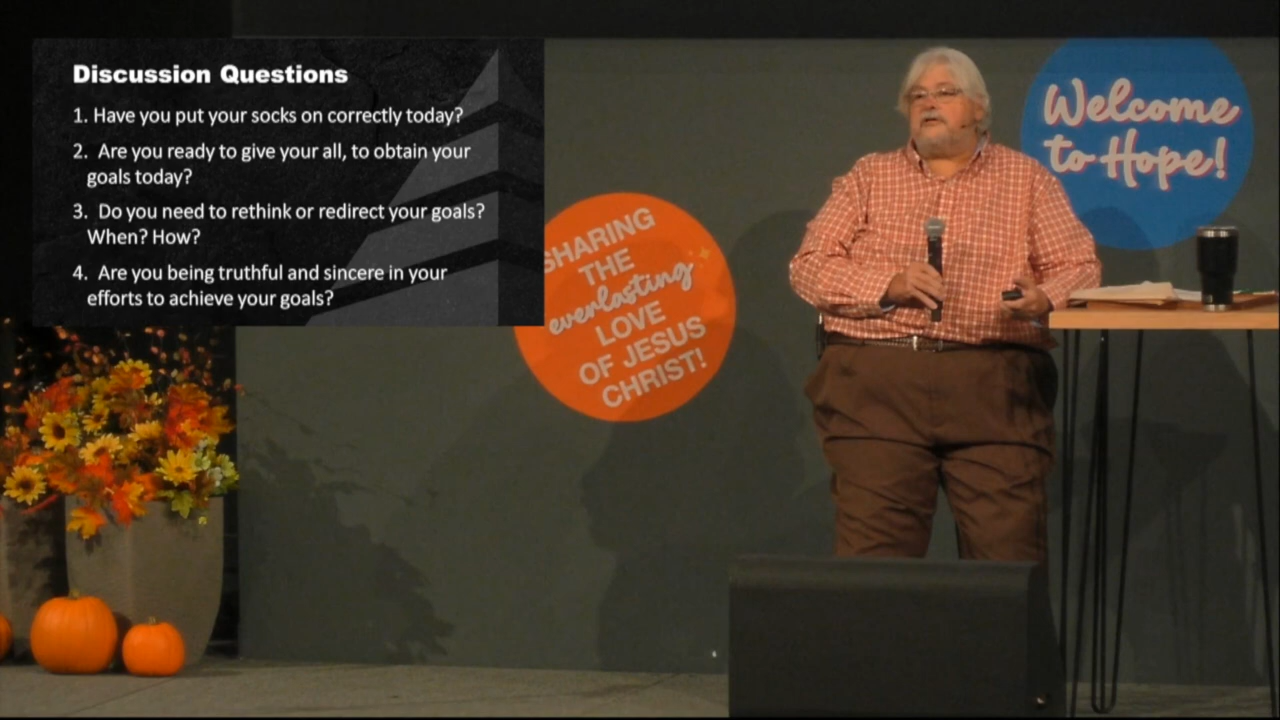 Discussion Questions
1. Have you put your socks on correctly today?
2. Are you ready to give your all, to obtain your
goals today?
3. Do you need to rethink or redirect your goals?
When? How?
4. Are you being truthful and sincere in your
efforts to achieve your goals?
SHARING
THE
everlasting
LOVE
OF JESUS
CHRIST!
Welcome
to Hope!